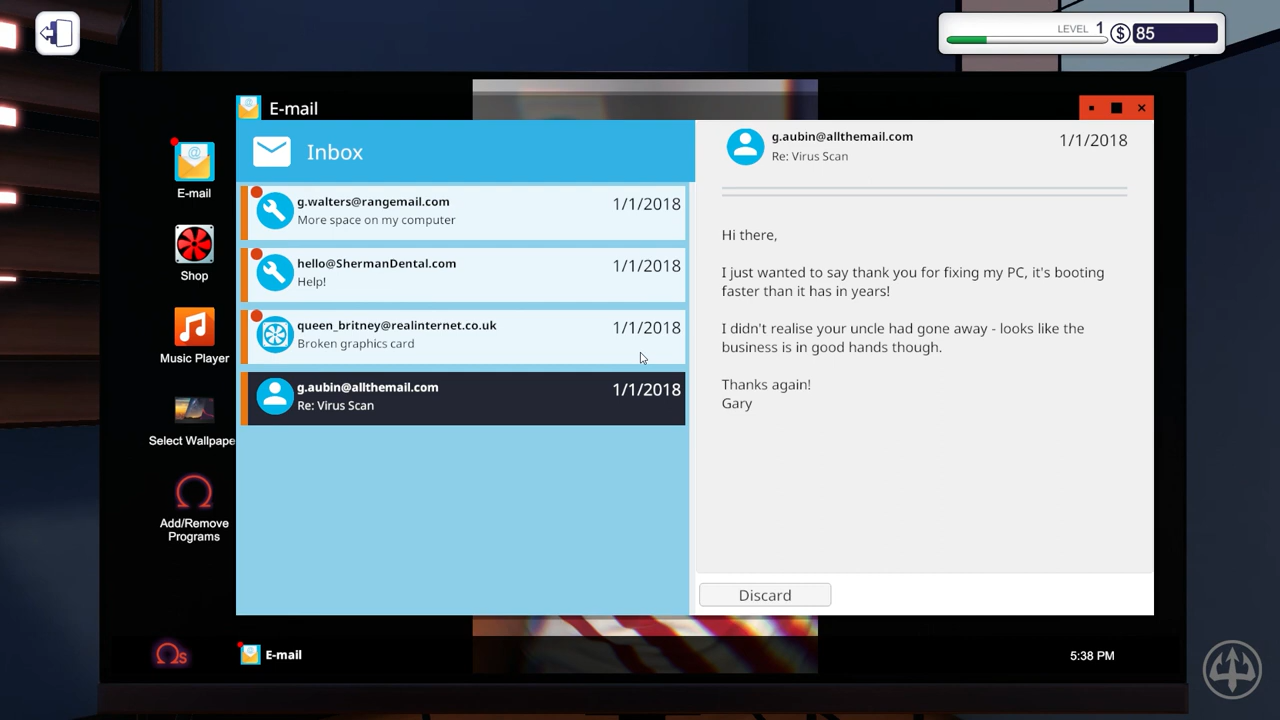 LEVEL 1
$ 85
E-mail
Inbox
g.walters@rangemail.com
1/1/2018
More space on my computer
hello@ShermanDental.com
1/1/2018
Help!
queen_britney@realinternet.co.uk
1/1/2018
Broken graphics card
g.aubin@allthemail.com
1/1/2018
Re: Virus Scan
g.aubin@allthemail.com
1/1/2018
Re: Virus Scan
Hi there,
I just wanted to say thank you for fixing my PC, it's booting
faster than it has in years!
I didn't realise your uncle had gone away - looks like the
business is in good hands though.
Thanks again!
Gary
Discard
E-mail
Shop
Music Player
Select Wallpape
Add/Remove
Programs
Ωs
E-mail
5:38 PM